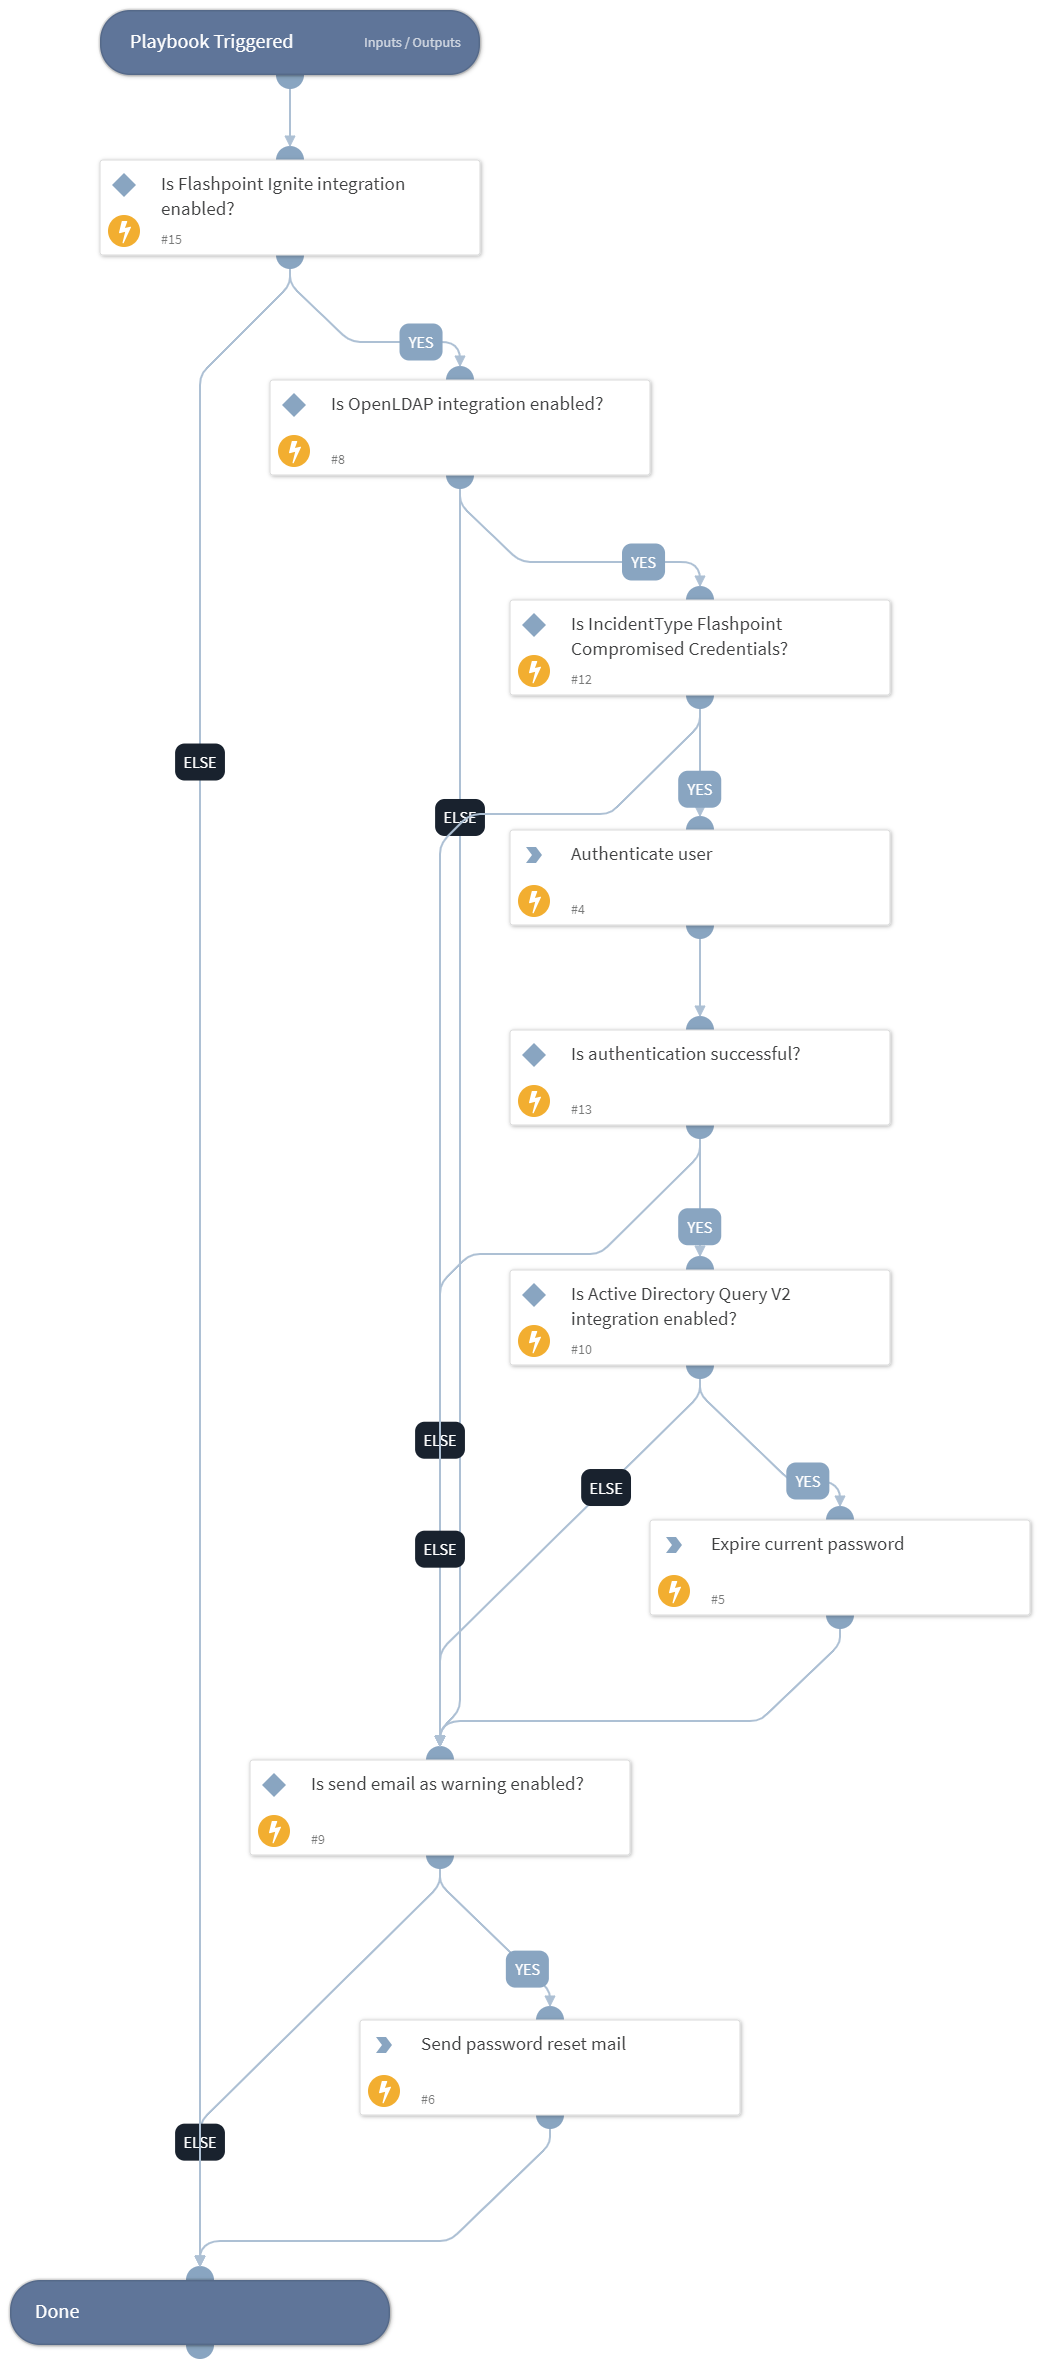 Playbook Triggered
Inputs / Outputs
Is Flashpoint Ignite integration
enabled?
#15
YES
Is OpenLDAP integration enabled?
#8
YES
Is IncidentType Flashpoint
Compromised Credentials?
#12
ELSE
YES
ELSE
Authenticate user
#4
Is authentication successful?
#13
YES
Is Active Directory Query V2
integration enabled?
#10
ELSE
YES
ELSE
ELSE
Expire current password
#5
Is send email as warning enabled?
#9
YES
Send password reset mail
#6
ELSE
Done